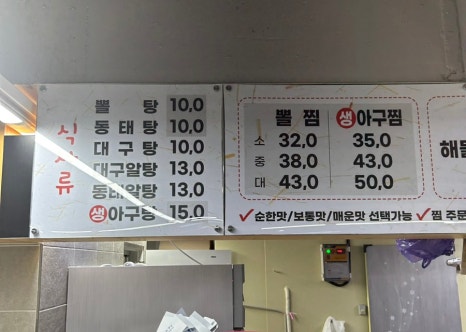 식사류
뽈 탕 10,0
동태탕 10,0
대구탕 10,0
대구알탕 13,0
동태알탕 13,0
생아구탕 15,0
뽈 찜 생아구찜
소 32,0 35,0
중 38,0 43,0
대 43,0 50,0
✓순한맛/보통맛/매운맛 선택가능 ✓찜 주문
해물